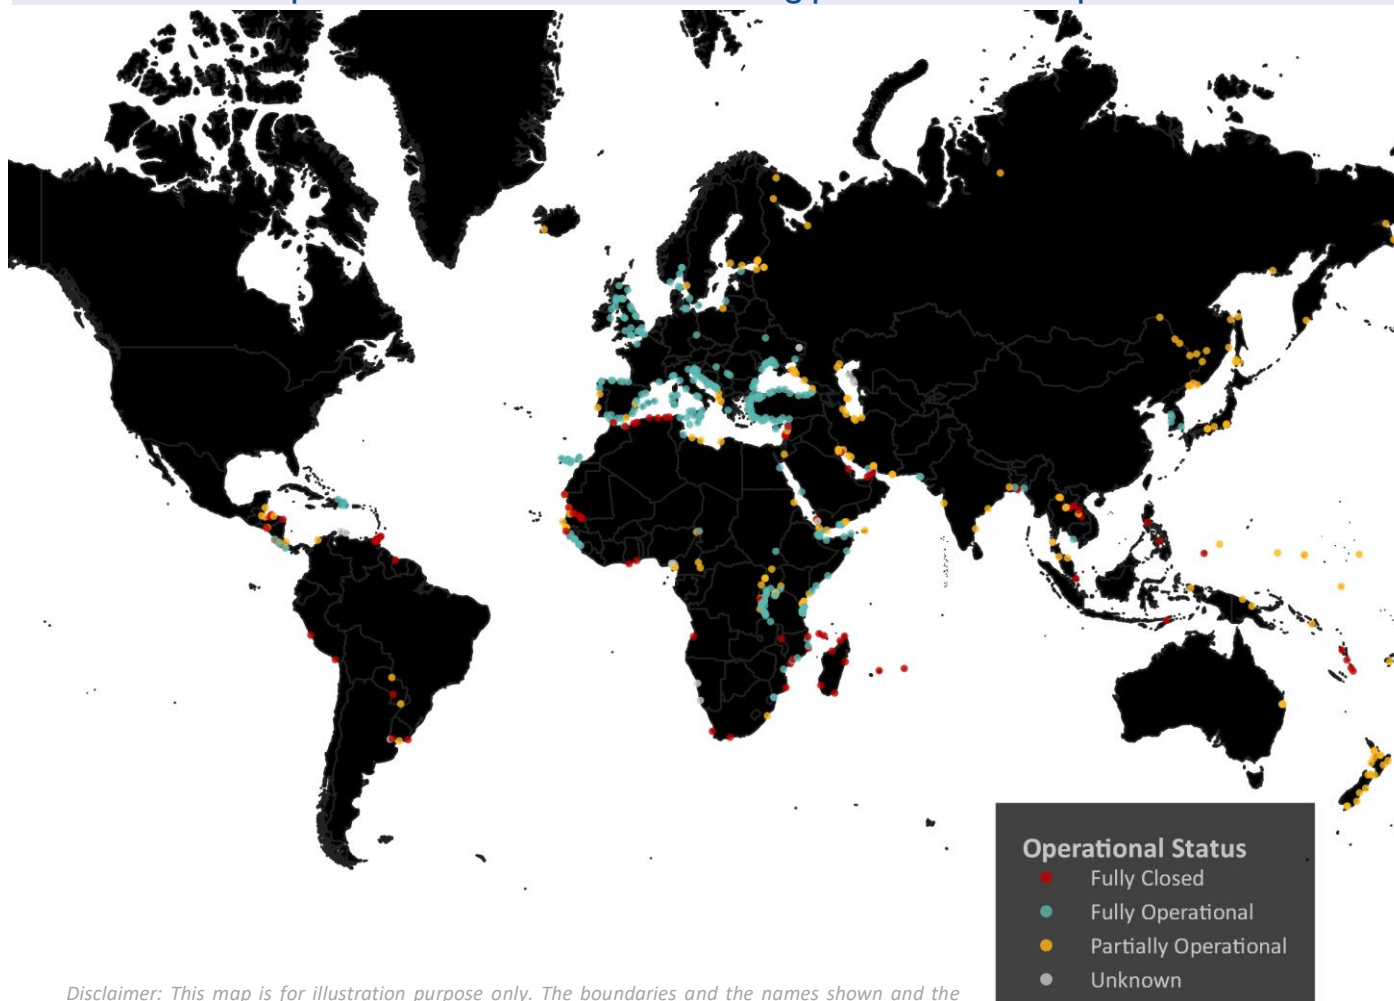 Operational Status
Fully Closed
Fully Operational
Partially Operational
Unknown
Disclaimer: This map is for illustration purpose only. The boundaries and the names shown and the